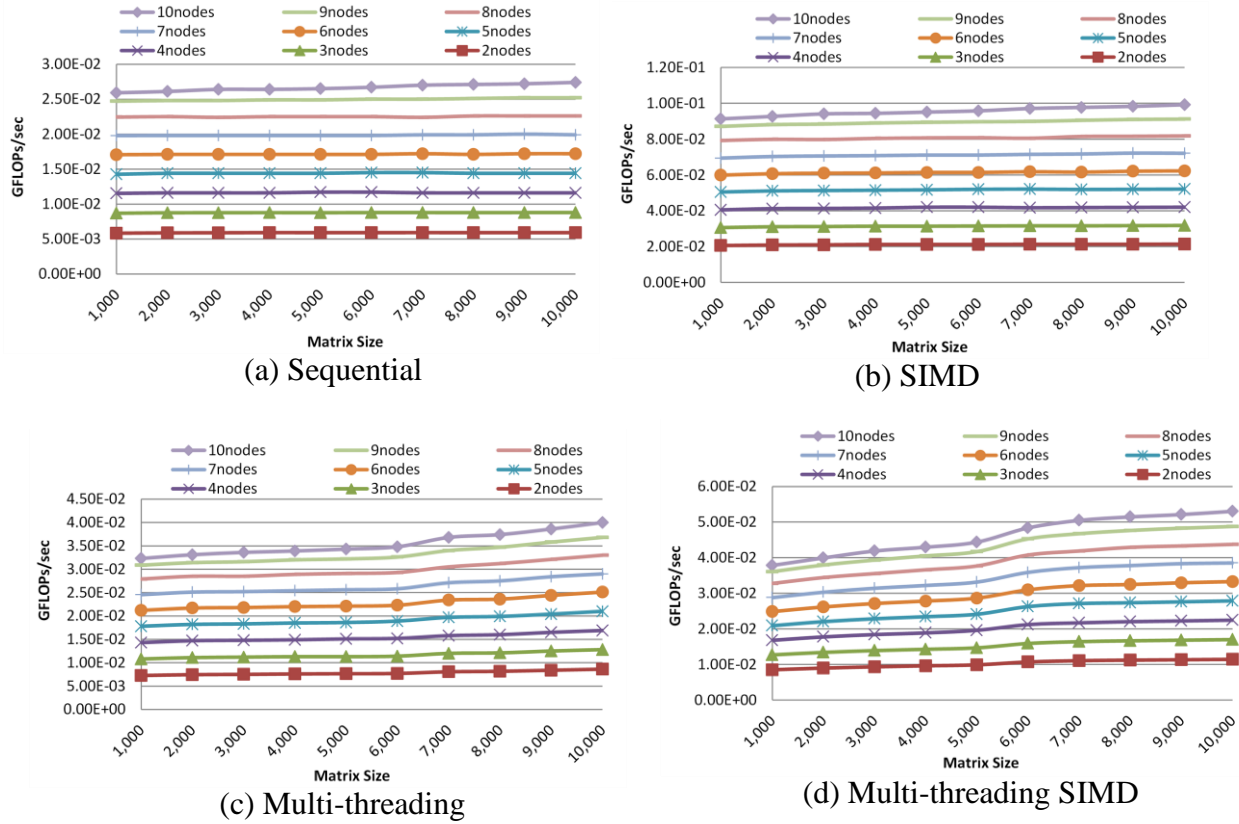 10nodes 9nodes 8nodes
7nodes 6nodes 5nodes
4nodes 3nodes 2nodes
3.00E-02
2.50E-02
2.00E-02
1.50E-02
1.00E-02
5.00E-03
0.00E+00
GFLOPs/sec
1,000 2,000 3,000 4,000 5,000 6,000 7,000 8,000 9,000 10,000
Matrix Size
(a) Sequential
10nodes 9nodes 8nodes
7nodes 6nodes 5nodes
4nodes 3nodes 2nodes
1.20E-01
1.00E-01
8.00E-02
6.00E-02
4.00E-02
2.00E-02
0.00E+00
GFLOPs/sec
1,000 2,000 3,000 4,000 5,000 6,000 7,000 8,000 9,000 10,000
Matrix Size
(b) SIMD
10nodes 9nodes 8nodes
7nodes 6nodes 5nodes
4nodes 3nodes 2nodes
4.50E-02
4.00E-02
3.50E-02
3.00E-02
2.50E-02
2.00E-02
1.50E-02
1.00E-02
5.00E-03
0.00E+00
GFLOPs/sec
1,000 2,000 3,000 4,000 5,000 6,000 7,000 8,000 9,000 10,000
Matrix Size
(c) Multi-threading
10nodes 9nodes 8nodes
7nodes 6nodes 5nodes
4nodes 3nodes 2nodes
6.00E-02
5.00E-02
4.00E-02
3.00E-02
2.00E-02
1.00E-02
0.00E+00
GFLOPs/sec
1,000 2,000 3,000 4,000 5,000 6,000 7,000 8,000 9,000 10,000
Matrix Size
(d) Multi-threading SIMD